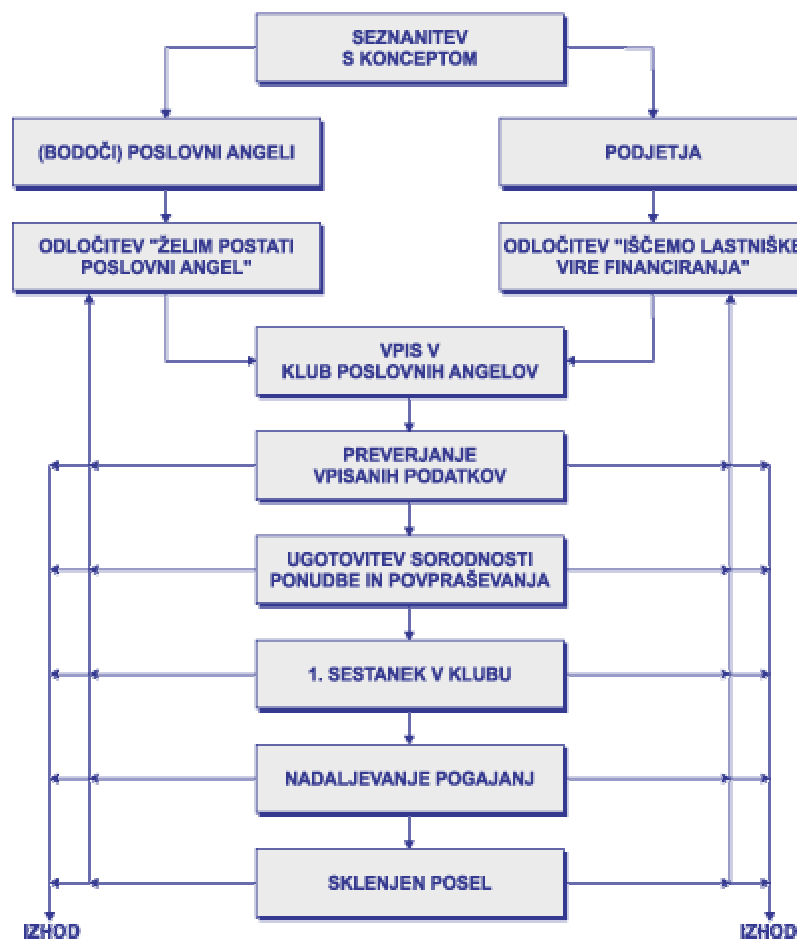 SEZNANITEV
S KONCEPTOM
(BODOČI) POSLOVNI ANGELI
PODJETJA
ODLOČITEV "ŽELIM POSTATI
POSLOVNI ANGEL"
ODLOČITEV "IŠČEMO LASTNIŠKE
VIRE FINANCIRANJA"
VPIS V
KLUB POSLOVNIH ANGELOV
PREVERJANJE
VPISANIH PODATKOV
UGOTOVITEV SORODNOSTI
PONUDBE IN POVPRAŠEVANJA
1. SESTANEK V KLUBU
NADALJEVANJE POGAJANJ
SKLENJEN POSEL
IZHOD
IZHOD